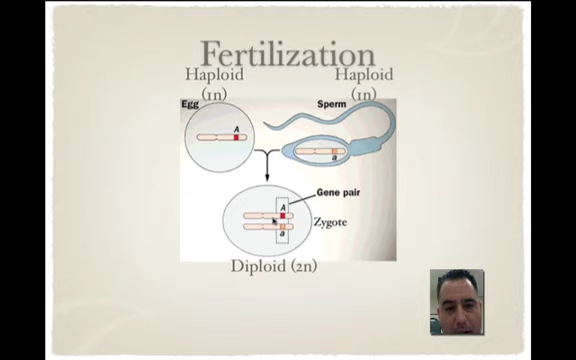 Fertilization
Haploid
(1n)
Haploid
(1n)
Egg
Sperm
A
a
Gene pair
A
Zygote
a
Diploid (2n)